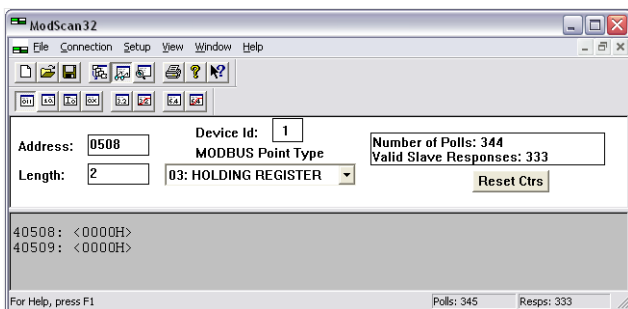 ModScan32
File Connection Setup View Window Help
Address: 0508
Device Id: 1
MODBUS Point Type
Length: 2
03: HOLDING REGISTER
Number of Polls: 344
Valid Slave Responses: 333
Reset Ctrs
40508: <0000H>
40509: <0000H>
For Help, press F1
Polls: 345
Resps: 333